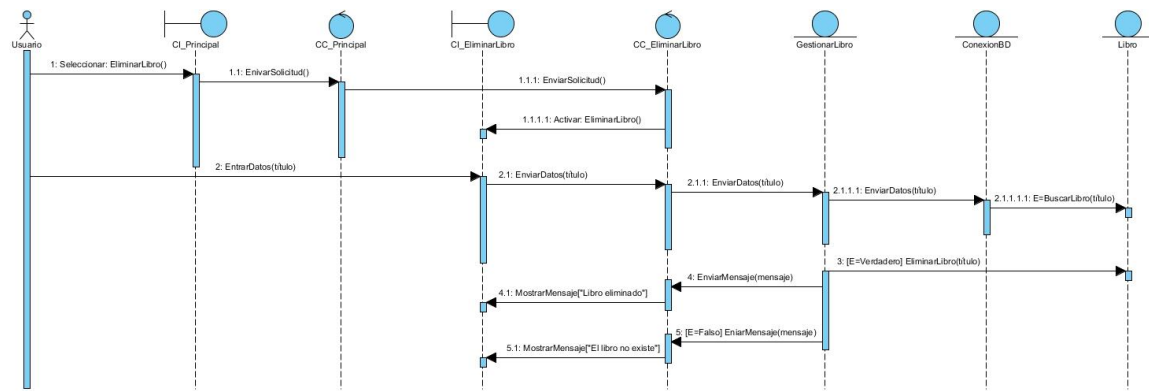 Usuario
CI_Principal
CC_Principal
CI_EliminarLibro
CC_EliminarLibro
GestionarLibro
ConexionBD
Libro
1: Seleccionar: EliminarLibro()
1.1: EnivarSolicitud()
1.1.1: EnviarSolicitud()
1.1.1.1: Activar: EliminarLibro()
2: EntrarDatos(título)
2.1: EnviarDatos(título)
2.1.1: EnviarDatos(título)
2.1.1.1: EnviarDatos(título)
2.1.1.1.1: E=BuscarLibro(título)
3: [E=Verdadero] EliminarLibro(título)
4: EnviarMensaje(mensaje)
4.1: MostrarMensaje["Libro eliminado"]
5: [E=Falso] EniarMensaje(mensaje)
5.1: MostrarMensaje["El libro no existe"]